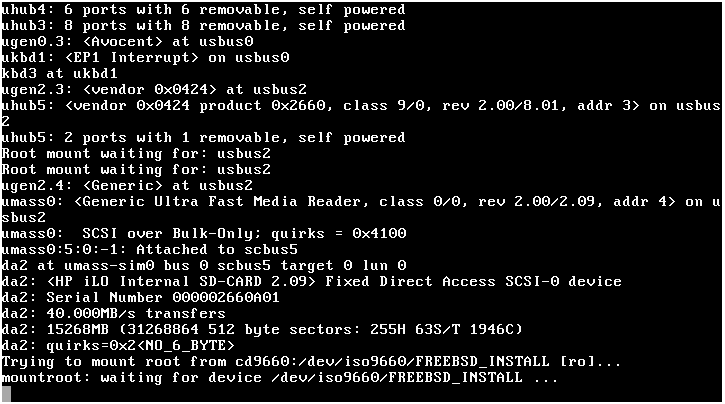 uhub4: 6 ports with 6 removable, self powered
uhub3: 8 ports with 8 removable, self powered
ugen0.3: <Avocent> at usbus0
ukbd1: <EP1 Interrupt> on usbus0
kbd3 at ukbd1
ugen2.3: <vendor 0x0424> at usbus2
uhub5: <vendor 0x0424 product 0x2660, class 9/0, rev 2.00/8.01, addr 3> on usbus
2
uhub5: 2 ports with 1 removable, self powered
Root mount waiting for: usbus2
Root mount waiting for: usbus2
ugen2.4: <Generic> at usbus2
umass0: <Generic Ultra Fast Media Reader, class 0/0, rev 2.00/2.09, addr 4> on u
sbus2
umass0:  SCSI over Bulk-Only; quirks = 0x4100
umass0:5:0:-1: Attached to scbus5
da2 at umass-sim0 bus 0 scbus5 target 0 lun 0
da2: <HP iLO Internal SD-CARD 2.09> Fixed Direct Access SCSI-0 device
da2: Serial Number 000002660A01
da2: 40.000MB/s transfers
da2: 15268MB (31268864 512 byte sectors: 255H 63S/T 1946C)
da2: quirks=0x2<NO_6_BYTE>
Trying to mount root from cd9660:/dev/iso9660/FREEBSD_INSTALL [ro]...
mountroot: waiting for device /dev/iso9660/FREEBSD_INSTALL ...